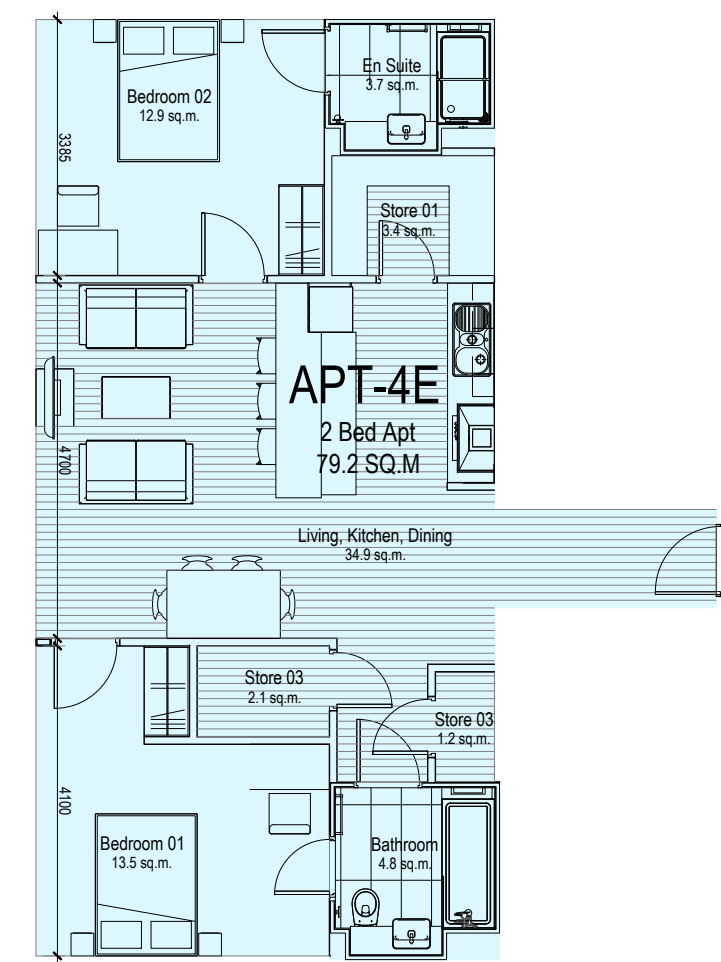 En Suite
3.7 sq.m.
Bedroom 02
12.9 sq.m.
3385
Store 01
3.4 sq.m.
APT-4E
2 Bed Apt
79.2 SQ.M
4700
Living, Kitchen, Dining
34.9 sq.m.
Store 03
2.1 sq.m.
Store 03
1.2 sq.m.
4100
Bedroom 01
13.5 sq.m.
Bathroom
4.8 sq.m.